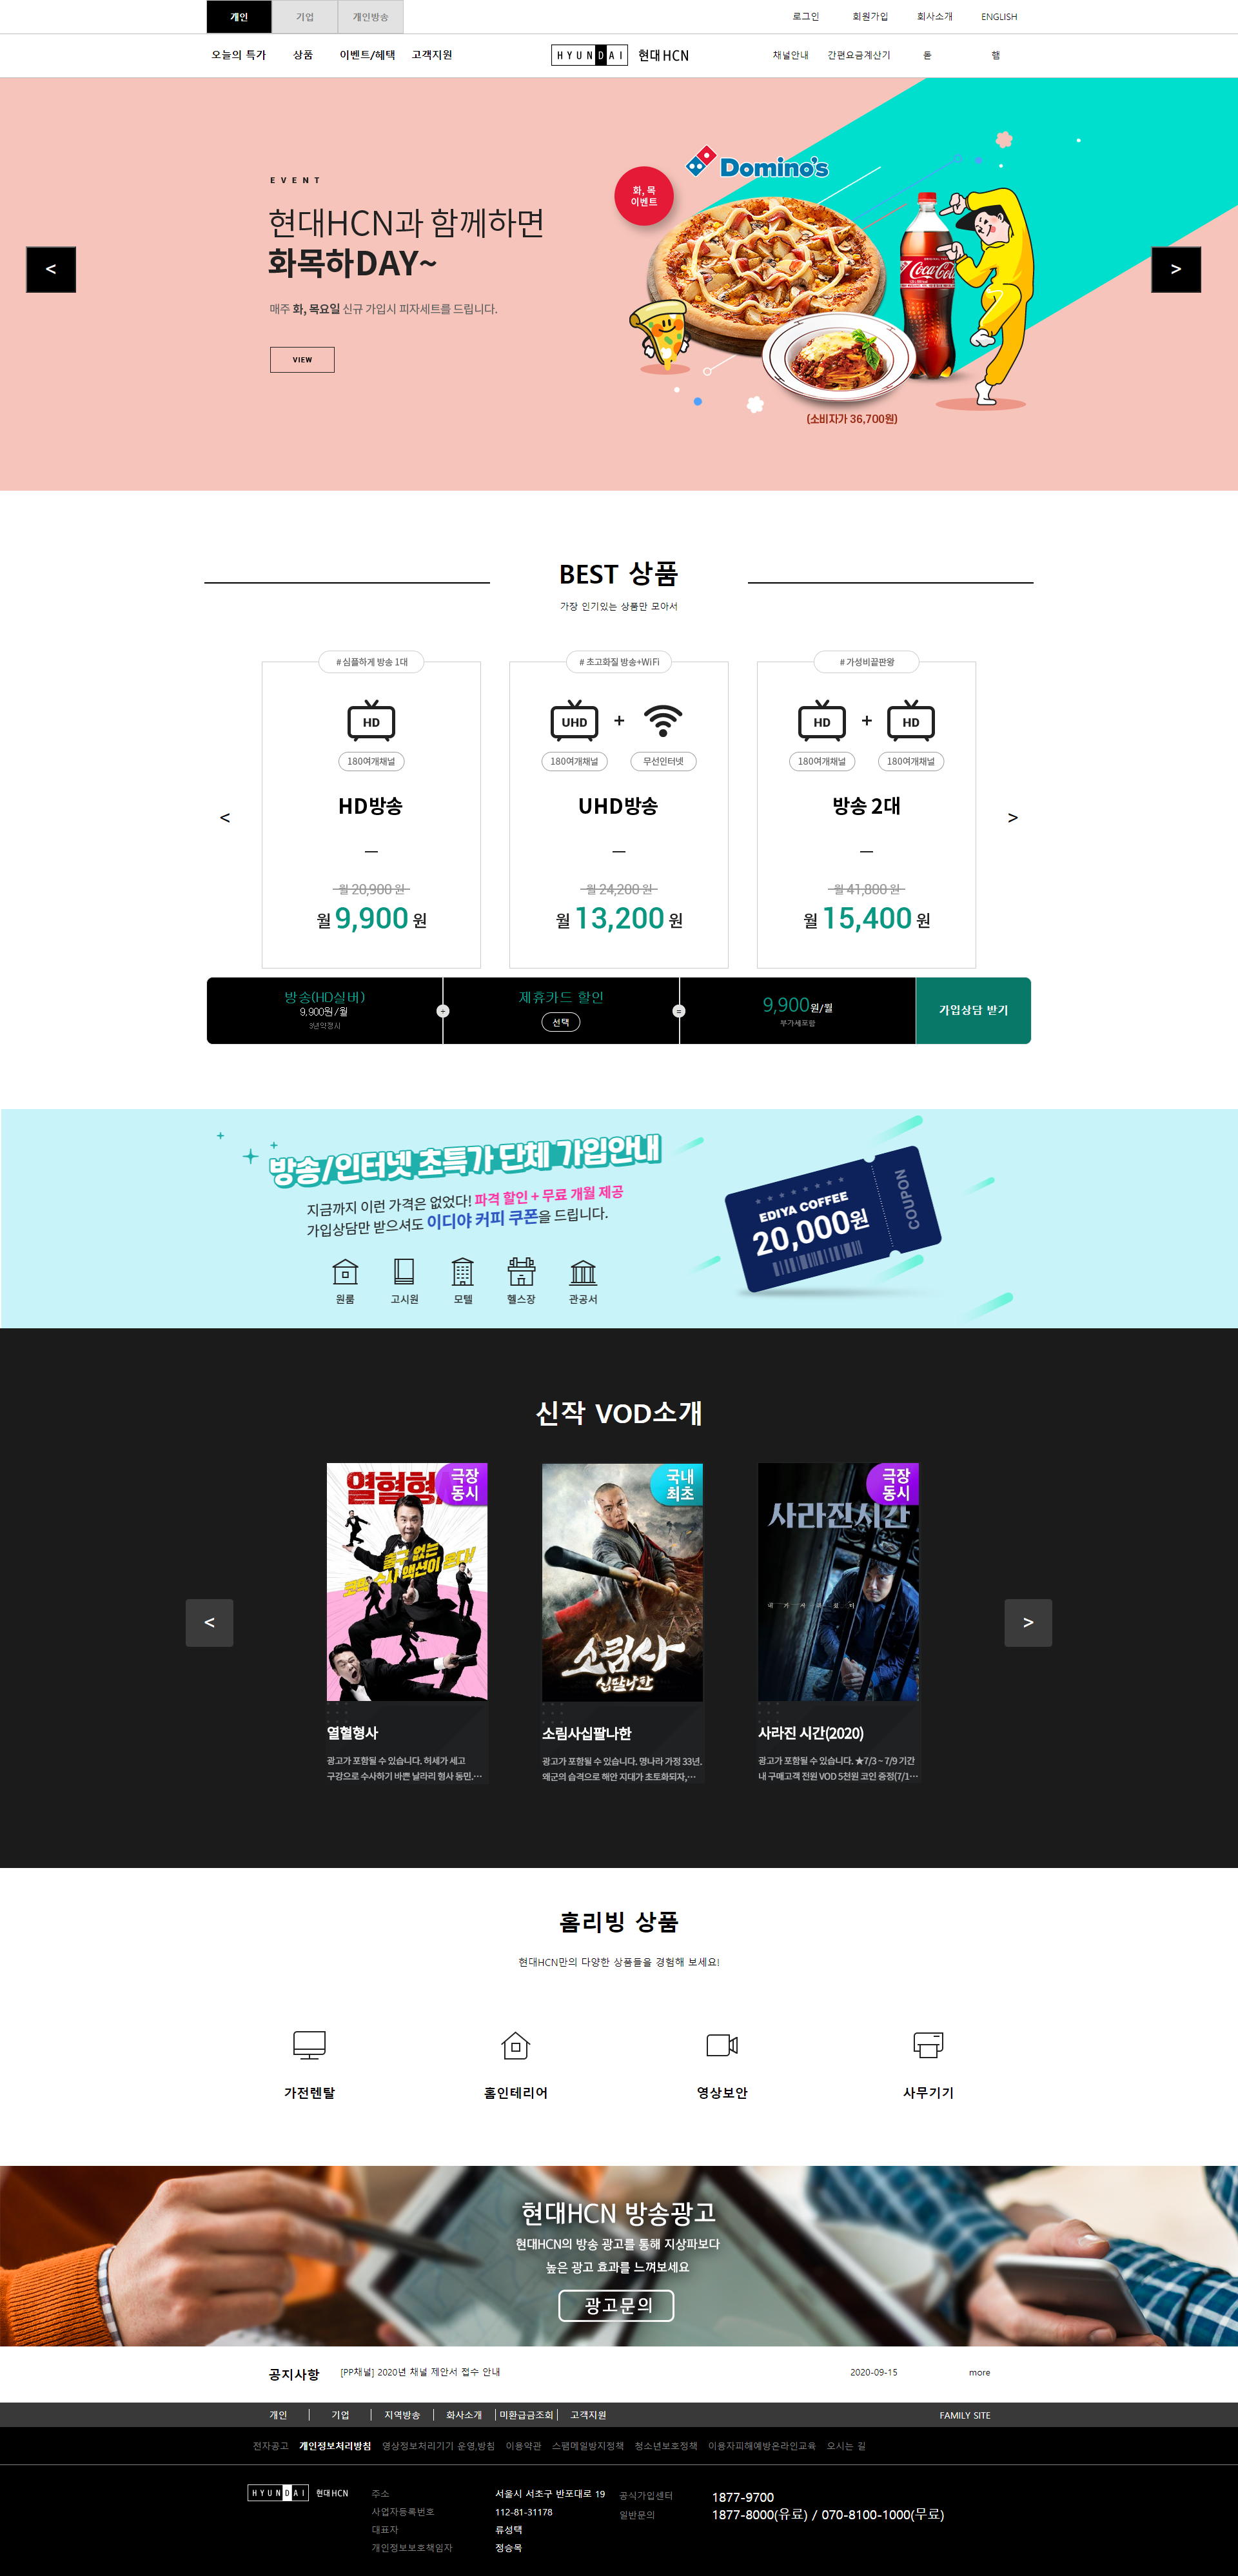 개인 기업 개인방송 로그인 회원가입 회사소개 ENGLISH
오늘의 특가 상품 이벤트/혜택 고객지원 HYUNDAI 현대HCN 채널안내 간편요금계산기 돋 햄
EVENT
현대HCN과 함께하면
화목하DAY~
매주 화, 목요일 신규 가입시 피자세트를 드립니다.
VIEW
< >
Domino's
화, 목
이벤트
Coca-Cola
(소비자가 36,700원)
BEST 상품
가장 인기있는 상품만 모아서
# 심플하게 방송 1대 # 초고화질 방송+WiFi # 가성비끝판왕
HD UHD + HD + HD
180여개채널 180여개채널 무선인터넷 180여개채널 180여개채널
HD방송 UHD방송 방송 2대
< >
월 20,900 원 월 24,200 원 월 41,800 원
월 9,900 원 월 13,200 원 월 15,400 원
방송(HD실버) 제휴카드 할인 9,900원/월 가입상담 받기
9,900원/월 + 선택 = 부가세포함
3년약정시
방송/인터넷 초특가 단체 가입안내
지금까지 이런 가격은 없었다! 파격 할인 + 무료 개월 제공
가입상담만 받으셔도 이디야 커피 쿠폰을 드립니다.
원룸 고시원 모텔 헬스장 관공서
EDIYA COFFEE
20,000원
COUPON
신작 VOD소개
극장
동시
국내
최초
극장
동시
소림사
십팔나한
사라진시간
< >
열혈형사 소림사십팔나한 사라진 시간(2020)
광고가 포함될 수 있습니다. 허세가 세고 광고가 포함될 수 있습니다. 명나라 가정 33년. 광고가 포함될 수 있습니다. ★7/3 ~ 7/9 기간
구강으로 수사하기 바쁜 날라리 형사 동민.… 왜군의 습격으로 해안 지대가 초토화되자,… 내 구매고객 전원 VOD 5천원 코인 증정(7/1…
홈리빙 상품
현대HCN만의 다양한 상품들을 경험해 보세요!
가전렌탈 홈인테리어 영상보안 사무기기
현대HCN 방송광고
현대HCN의 방송 광고를 통해 지상파보다
높은 광고 효과를 느껴보세요
광고문의
공지사항 [PP채널] 2020년 채널 제안서 접수 안내 2020-09-15 more
개인 기업 지역방송 회사소개 미환급금조회 고객지원 FAMILY SITE
전자공고 개인정보처리방침 영상정보처리기기 운영,방침 이용약관 스팸메일방지정책 청소년보호정책 이용자피해예방온라인교육 오시는 길
HYUNDAI 현대HCN 주소 서울시 서초구 반포대로 19 공식가입센터 1877-9700
사업자등록번호 112-81-31178 일반문의 1877-8000(유료) / 070-8100-1000(무료)
대표자 류성택
개인정보보호책임자 정승목